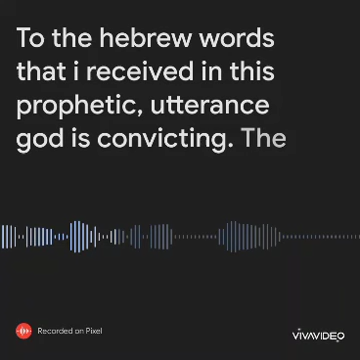 To the hebrew words
that i received in this
prophetic, utterance
god is convicting. The
Recorded on Pixel
VIVAVIDEO